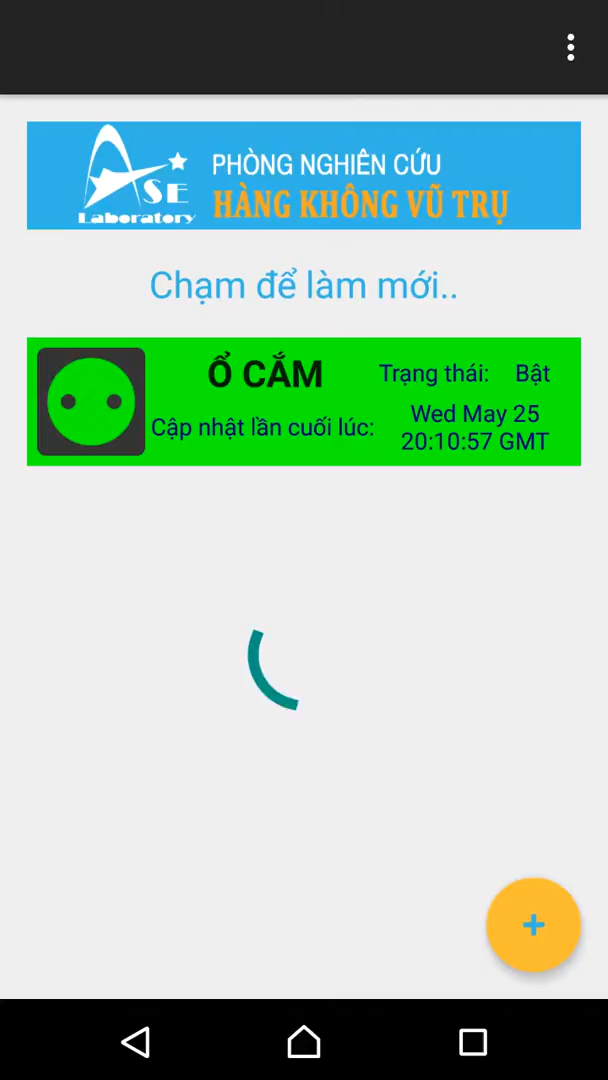 ASE
Laboratory
PHÒNG NGHIÊN CỨU
HÀNG KHÔNG VŨ TRỤ
Chạm để làm mới..
Ổ CẮM
Trạng thái: Bật
Cập nhật lần cuối lúc:
Wed May 25
20:10:57 GMT